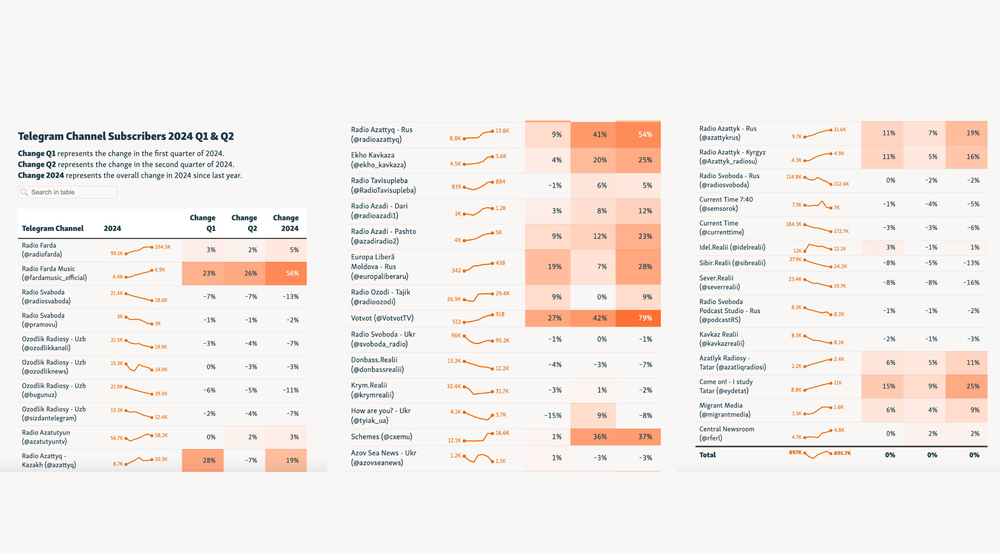 Telegram Channel Subscribers 2024 Q1 & Q2
Change Q1 represents the change in the first quarter of 2024.
Change Q2 represents the change in the second quarter of 2024.
Change 2024 represents the overall change in 2024 since last year.
Search in table
Telegram Channel 2024 Change Q1 Change Q2 Change 2024
Radio Farda (@radiofarda) 99.1K 104.5K 3% 2% 5%
Radio Farda Music (@fardamusic_official) 4.4K 6.9K 23% 26% 56%
Radio Svaboda (@radiosvaboda) 21.4K 18.6K -7% -7% -13%
Radio Svaboda (@pramovu) 3K 3K -1% -1% -2%
Ozodlik Radiosy - Uzb (@ozodlikkanali) 21.5K 19.9K -3% -4% -7%
Ozodlik Radiosy - Uzb (@ozodliknews) 15.3K 14.9K 0% -3% -3%
Ozodlik Radiosy - Uzb (@bugunuz) 21.9K 19.4K -6% -5% -11%
Ozodlik Radiosy - Uzb (@sizdantelegram) 13.3K 12.4K -2% -4% -7%
Radio Azatutyun (@azatutyuntv) 56.7K 58.2K 0% 2% 3%
Radio Azattyq - Kazakh (@azattyq) 8.7K 10.3K 28% -7% 19%
Radio Azattyq - Rus (@radioazattyq) 8.8K 13.6K 9% 41% 54%
Ekho Kavkaza (@ekho_kavkaza) 4.5K 5.6K 4% 20% 25%
Radio Tavisupleba (@RadioTavisupleba) 839 884 -1% 6% 5%
Radio Azadi - Dari (@radioazadi1) 1K 1.2K 3% 8% 12%
Radio Azadi - Pashto (@azadiradio2) 4K 5K 9% 12% 23%
Europa Liberă Moldova - Rus (@europaliberaru) 342 438 19% 7% 28%
Radio Ozodi - Tajik (@radioozodi) 26.9K 29.4K 9% 0% 9%
Votvot (@VotvotTV) 512 918 27% 42% 79%
Radio Svoboda - Ukr (@svoboda_radio) 96K 95.2K -1% 0% -1%
Donbass.Realii (@donbassrealii) 13.2K 12.2K -4% -3% -7%
Krym.Realii (@krymrealii) 32.4K 31.7K -3% 1% -2%
How are you? - Ukr (@tyiak_ua) 4.1K 3.7K -15% 9% -8%
Schemes (@cxemu) 12.1K 16.6K 1% 36% 37%
Azov Sea News - Ukr (@azovseanews) 1.2K 1.1K 1% -3% -3%
Radio Azattyk - Rus (@azattykrus) 9.7K 11.6K 11% 7% 19%
Radio Azattyk - Kyrgyz (@Azattyk_radiosu) 4.3K 4.9K 11% 5% 16%
Radio Svoboda - Rus (@radiosvoboda) 114.8K 112.6K 0% -2% -2%
Current Time 7:40 (@semsorok) 7.3K 7K -1% -4% -5%
Current Time (@currenttime) 184.3K 172.7K -3% -3% -6%
Idel.Realii (@idelrealii) 12K 12.1K 3% -1% 1%
Sibir.Realii (@sibrealii) 27.9K 24.2K -8% -5% -13%
Sever.Realii (@severrealii) 23.4K 19.7K -8% -8% -16%
Radio Svoboda Podcast Studio - Rus (@podcastRS) 8.3K 8.2K -1% -1% -2%
Kavkaz Realii (@kavkazrealii) 8.3K 8.1K -2% -1% -3%
Azatlyk Radiosy - Tatar (@azatliqradiosi) 2.2K 2.4K 6% 5% 11%
Come on! - I study Tatar (@eydetat) 8.8K 11K 15% 9% 25%
Migrant Media (@migrantmedia) 1.5K 1.6K 6% 4% 9%
Central Newsroom (@rferl) 4.7K 4.8K 0% 2% 2%
Total 897K 895.7K 0% 0% 0%